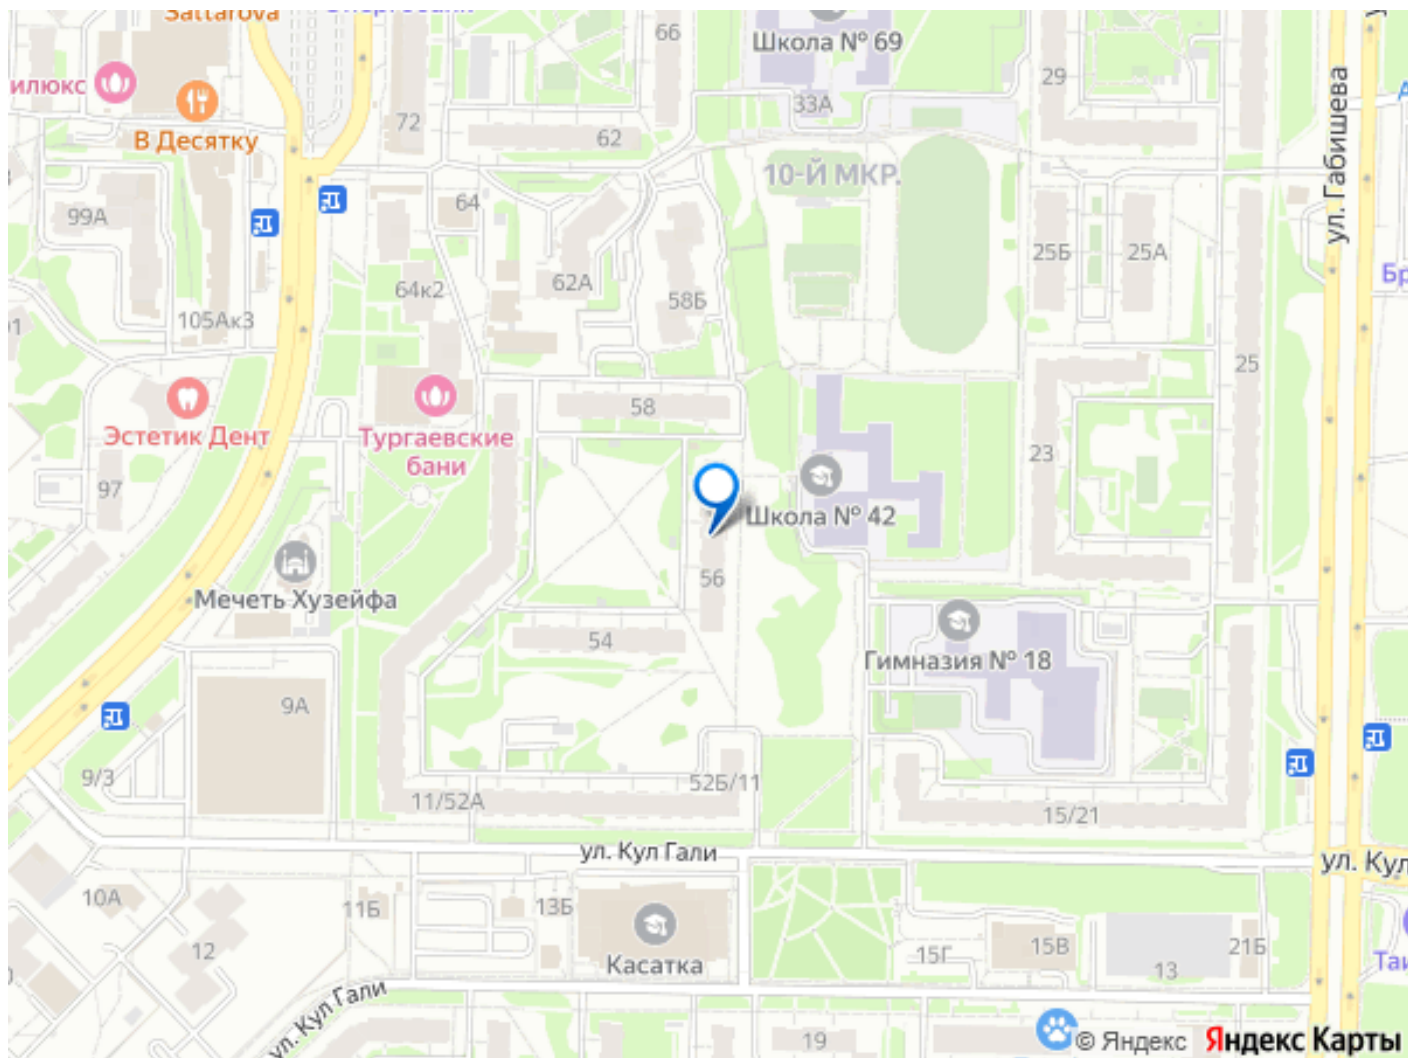 Sattarova
66
Школа № 69
29
ул. Габишева
илюкс
В Десятку
72
62
33А
10-Й МКР.
99А
64
62А
58Б
25Б
25А
64к2
105Ак3
25
58
Эстетик Дент
Тургаевские
бани
23
97
Школа № 42
56
Мечеть Хузейфа
54
Гимназия № 18
9А
9/3
11/52А
52Б/11
15/21
ул. Кул Гали
ул. Кул
10А
11Б
13Б
12
Касатка
15Г
15В
21Б
13
Таи
ул. Кул Гали
19
© Яндекс
Яндекс Карты